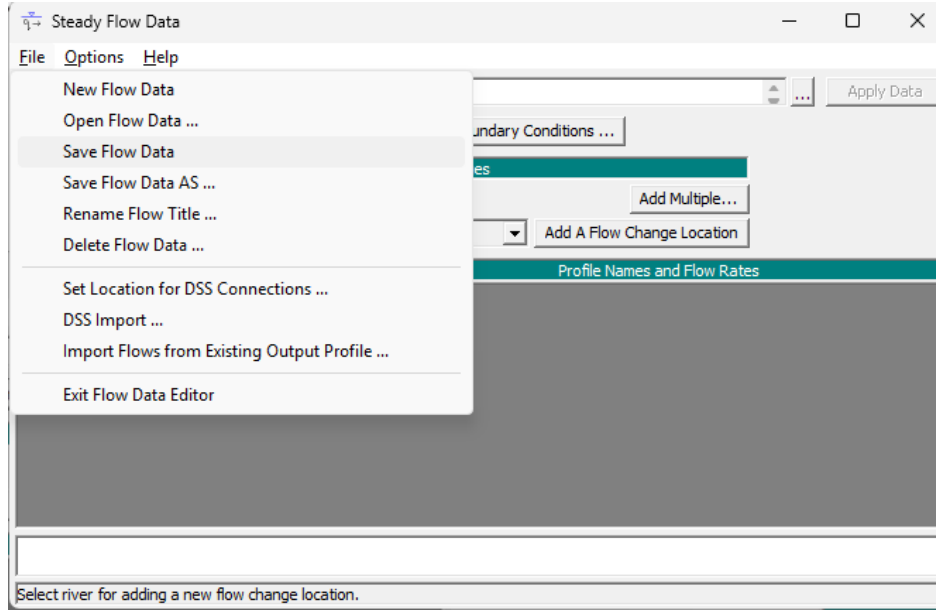 Steady Flow Data
File Options Help
New Flow Data
Open Flow Data ...
Save Flow Data
Save Flow Data AS ...
Rename Flow Title ...
Delete Flow Data ...
Set Location for DSS Connections ...
DSS Import ...
Import Flows from Existing Output Profile ...
Exit Flow Data Editor
... Apply Data
undary Conditions ...
es
Add Multiple...
Add A Flow Change Location
Profile Names and Flow Rates
Select river for adding a new flow change location.